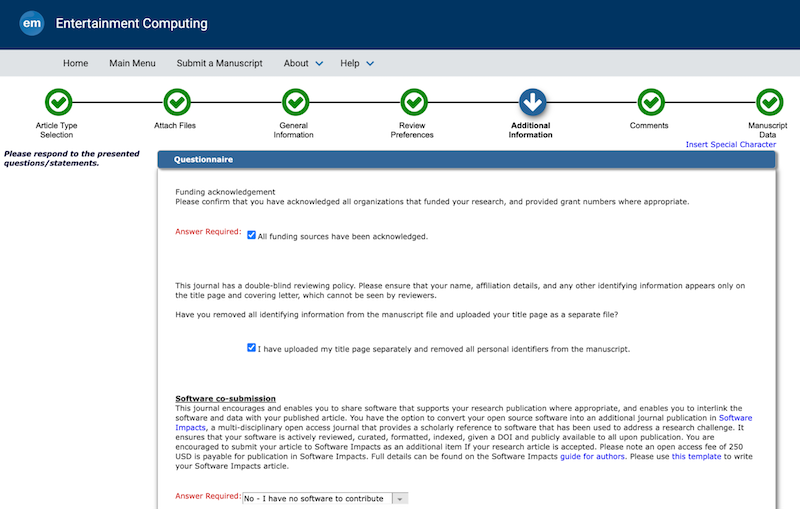 em Entertainment Computing
Home Main Menu Submit a Manuscript About Help
Article Type
Selection
Attach Files
General
Information
Review
Preferences
Additional
Information
Comments
Manuscript
Data
Insert Special Character
Please respond to the presented
questions/statements.
Questionnaire
Funding acknowledgement
Please confirm that you have acknowledged all organizations that funded your research, and provided grant numbers where appropriate.
Answer Required: All funding sources have been acknowledged.
This journal has a double-blind reviewing policy. Please ensure that your name, affiliation details, and any other identifying information appears only on
the title page and covering letter, which cannot be seen by reviewers.
Have you removed all identifying information from the manuscript file and uploaded your title page as a separate file?
I have uploaded my title page separately and removed all personal identifiers from the manuscript.
Software co-submission
This journal encourages and enables you to share software that supports your research publication where appropriate, and enables you to interlink the
software and data with your published article. You have the option to convert your open source software into an additional journal publication in Software
Impacts, a multi-disciplinary open access journal that provides a scholarly reference to software that has been used to address a research challenge. It
ensures that your software is actively reviewed, curated, formatted, indexed, given a DOI and publicly available to all upon publication. You are
encouraged to submit your article to Software Impacts as an additional item If your research article is accepted. Please note an open access fee of 250
USD is payable for publication in Software Impacts. Full details can be found on the Software Impacts guide for authors. Please use this template to write
your Software Impacts article.
Answer Required: No - I have no software to contribute